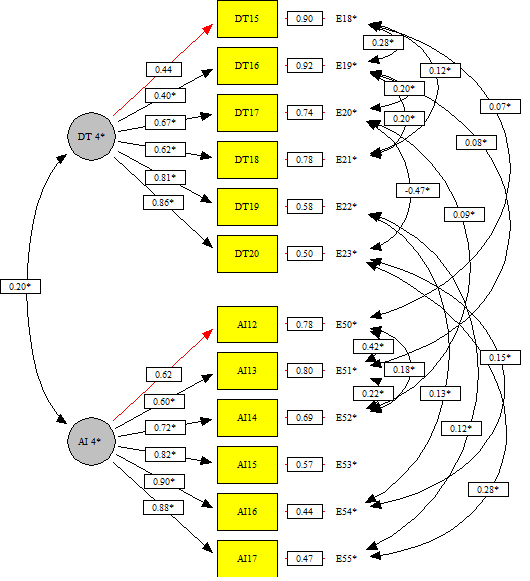 DT15 0.90 E18*
0.28*
0.44 DT16 0.92 E19* 0.12*
0.40* 0.20* 0.07*
0.67* DT17 0.74 E20* 0.20*
DT 4* 0.08*
0.62* DT18 0.78 E21*
0.81* -0.47*
0.86* DT19 0.58 E22* 0.09*
DT20 0.50 E23*
0.20*
AI12 0.78 E50*
0.42* 0.15*
0.62 AI13 0.80 E51* 0.18*
0.60* 0.22* 0.13*
0.72* AI14 0.69 E52*
AI 4* 0.12*
0.82* AI15 0.57 E53*
0.90* 0.28*
0.88* AI16 0.44 E54*
AI17 0.47 E55*